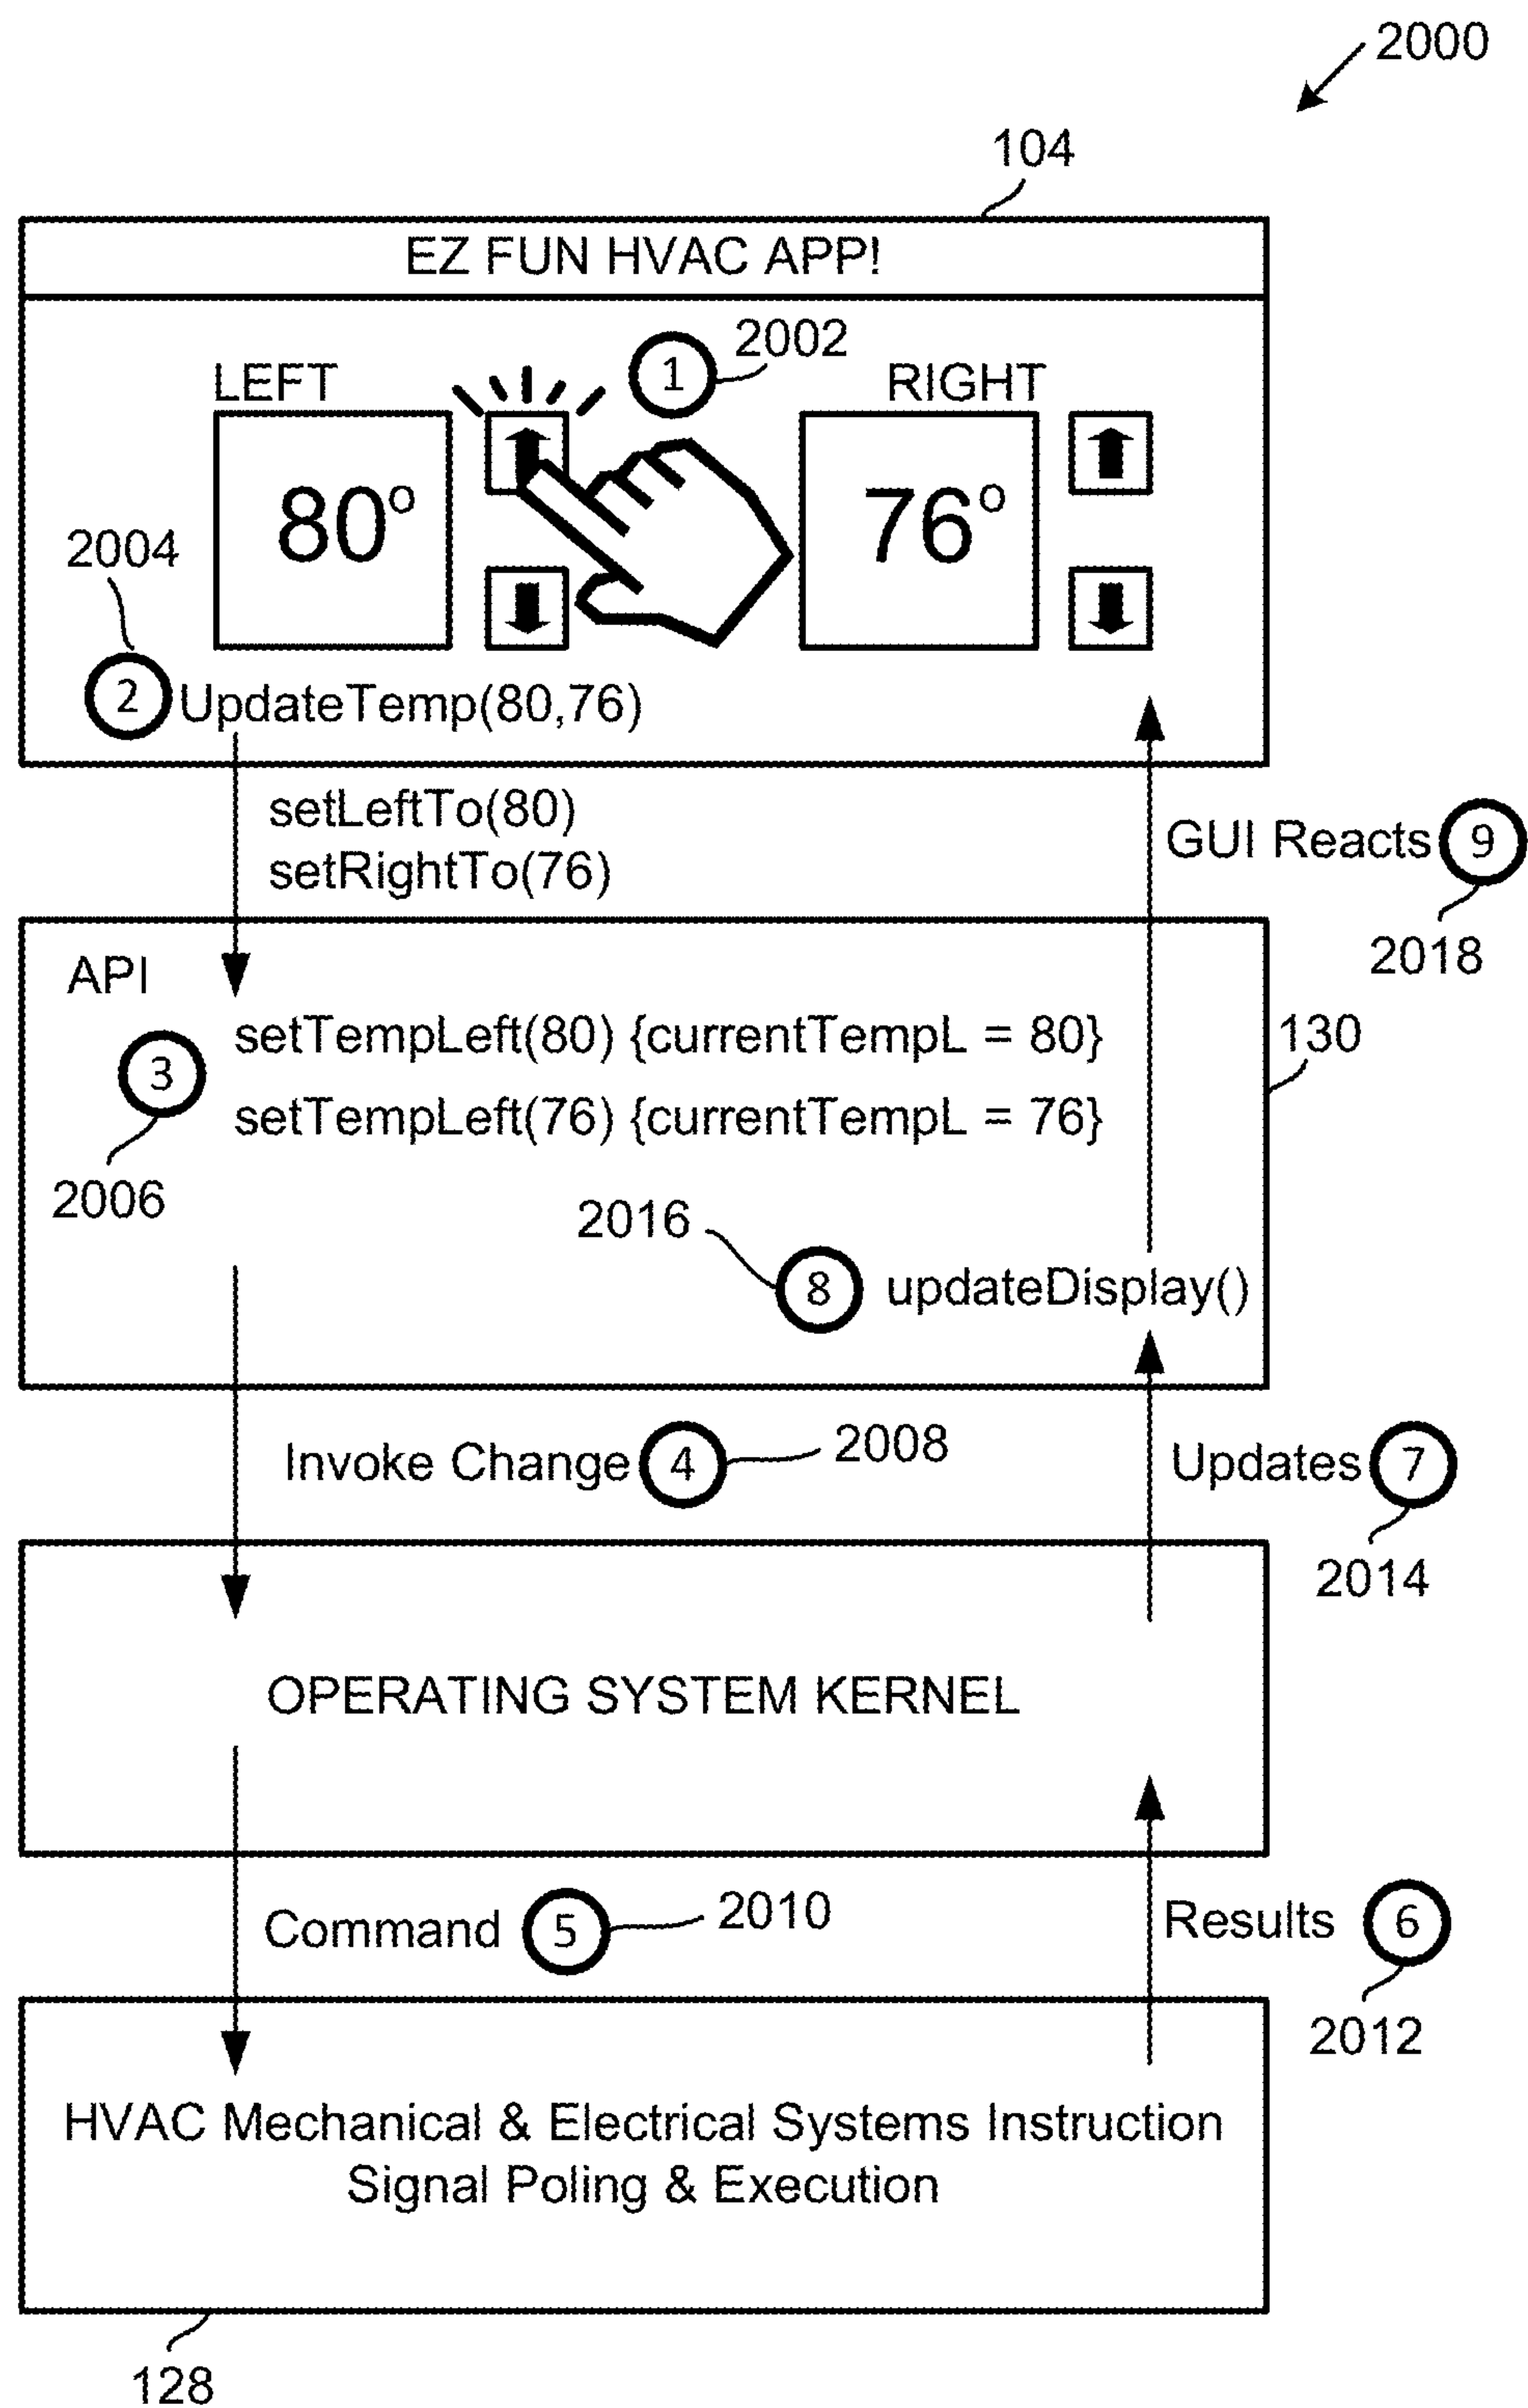 2000
104
EZ FUN HVAC APP!
1 2002
LEFT
RIGHT
80°
76°
2004
2 UpdateTemp(80,76)
setLeftTo(80)
setRightTo(76)
GUI Reacts 9
2018
API
130
3
setTempLeft(80) {currentTempL = 80}
setTempLeft(76) {currentTempL = 76}
2006
2016
8 updateDisplay()
Invoke Change 4 2008
Updates 7
2014
OPERATING SYSTEM KERNEL
Command 5 2010
Results 6
2012
HVAC Mechanical & Electrical Systems Instruction
Signal Poling & Execution
128